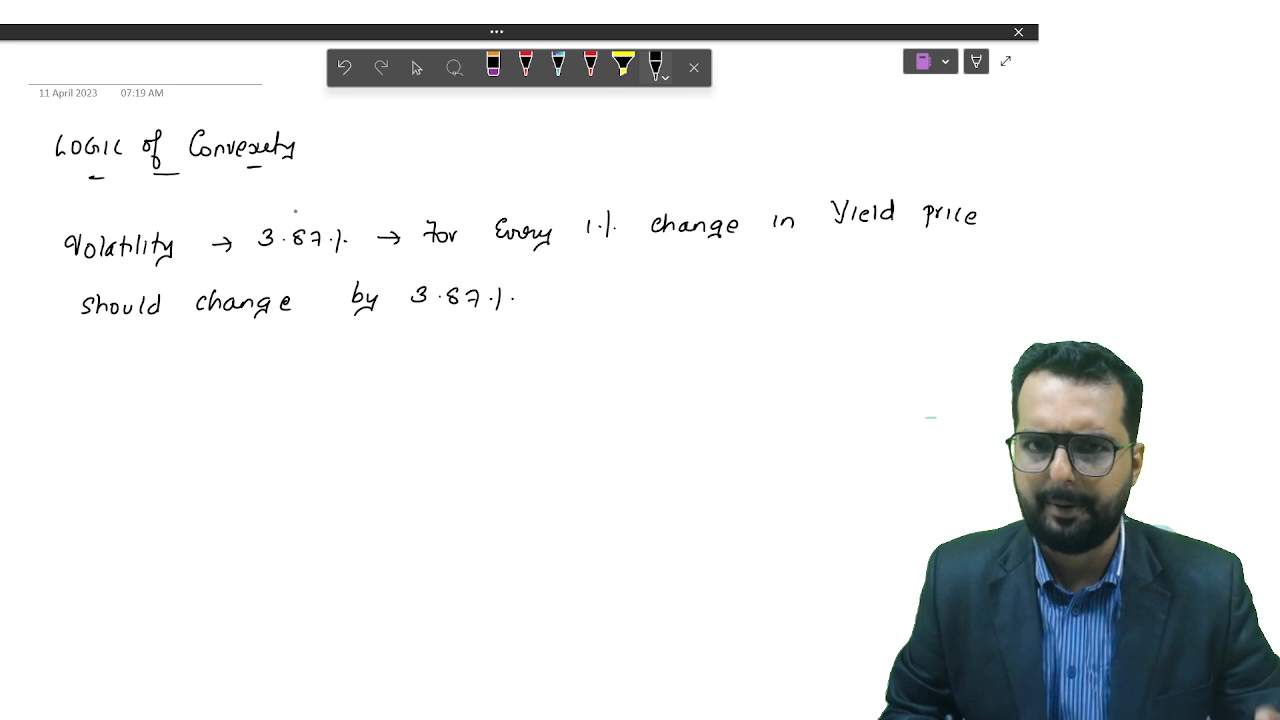 11 April 2023 07:19 AM
LOGIC of Convexety
Volatility → 3.87% → For Every 1% change in Yield price
should change by 3.87%.